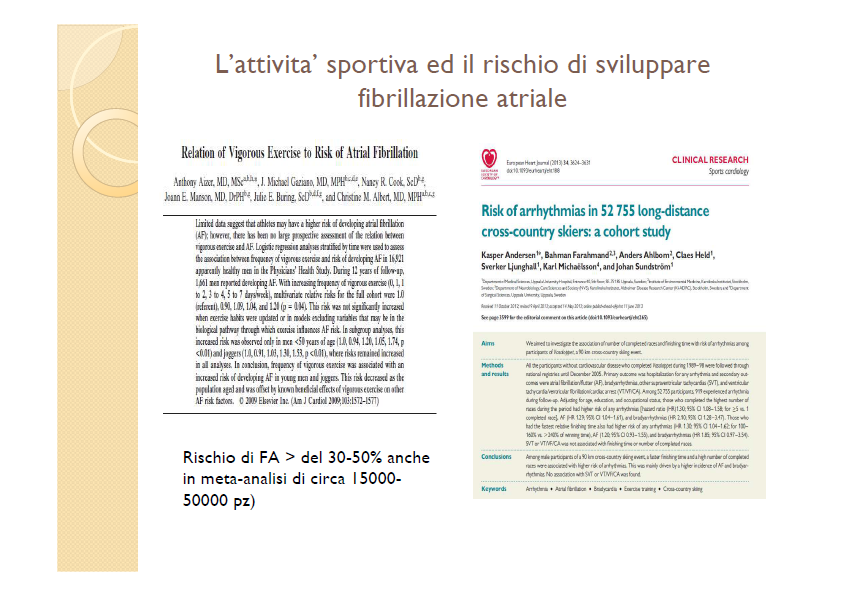 L'attivita' sportiva ed il rischio di sviluppare
fibrillazione atriale
Relation of Vigorous Exercise to Risk of Atrial Fibrillation
Anthony Aizer, MD, MSc, J. Michael Gaziano, MD, MPH, Nancy R. Cook, ScD,
Joann E. Manson, MD, DrPH, Julie E. Buring, ScD, and Christine M. Albert, MD, MPH
Limited data suggest that athletes may have a higher risk of developing atrial fibrillation
(AF); however, there has been no large prospective assessment of the relation between
vigorous exercise and AF. Logistic regression analyses stratified by time were used to assess
the association between frequency of vigorous exercise and risk of developing AF in 16,921
apparently healthy men in the Physicians' Health Study. During 12 years of follow-up,
1,661 men reported developing AF. With increasing frequency of vigorous exercise (0, 1, 1
to 2, 3 to 4, 5 to 7 days/week), multivariate relative risks for the full cohort were 1.0
(referent), 0.90, 1.09, 1.04, and 1.20 (p = 0.04). This risk was not significantly increased
when exercise habits were updated or in models excluding variables that may be in the
biological pathway through which exercise influences AF risk. In subgroup analyses, this
increased risk was observed only in men <50 years of age (1.0, 0.94, 1.20, 1.05, 1.74, p
<0.01) and joggers (1.0, 0.91, 1.03, 1.30, 1.53, p <0.01), where risks remained increased
in all analyses. In conclusion, frequency of vigorous exercise was associated with an
increased risk of developing AF in young men and joggers. This risk decreased as the
population aged and was offset by known beneficial effects of vigorous exercise on other
AF risk factors. © 2009 Elsevier Inc. (Am J Cardiol 2009;103:1572–1577)
Rischio di FA > del 30-50% anche
in meta-analisi di circa 15000-
50000 pz)
European Heart Journal (2013) 34, 3624–3631
doi:10.1093/eurheartj/eht188
CLINICAL RESEARCH
Sports cardiology
Risk of arrhythmias in 52 755 long-distance
cross-country skiers: a cohort study
Kasper Andersen1*, Bahman Farahmand2,3, Anders Ahlbom2, Claes Held1,
Sverker Ljunghall1, Karl Michaëlsson4, and Johan Sundström1
See page 3599 for the editorial comment on this article (doi:10.1093/eurheartj/eht265)
Aims
We aimed to investigate the association of number of completed races and finishing time with risk of arrhythmias among
participants of Vasaloppet, a 90 km cross-country skiing event.
Methods
and results
All the participants without cardiovascular disease who completed Vasaloppet during 1989–98 were followed through
national registries until December 2005. Primary outcome was hospitalization for any arrhythmia and secondary out-
comes were atrial fibrillation/flutter (AF), bradyarrhythmias, other supraventricular tachycardias (SVT), and ventricular
tachycardia/ventricular fibrillation/cardiac arrest (VT/VF/CA). Among 52 755 participants, 919 experienced arrhythmia
during follow-up. Adjusting for age, education, and occupational status, those who completed the highest number of
races during the period had higher risk of any arrhythmias [hazard ratio (HR)1.30; 95% CI 1.08–1.58; for ≥5 vs. 1
completed race], AF (HR 1.29; 95% CI 1.04–1.61), and bradyarrhythmias (HR 2.10; 95% CI 1.28–3.47). Those who
had the fastest relative finishing time also had higher risk of any arrhythmias (HR 1.30; 95% CI 1.04–1.62; for 100–
160% vs. >240% of winning time), AF (1.20; 95% CI 0.93–1.55), and bradyarrhythmias (HR 1.85; 95% CI 0.97–3.54).
SVT or VT/VF/CA was not associated with finishing time or number of completed races.
Conclusions
Among male participants of a 90 km cross-country skiing event, a faster finishing time and a high number of completed
races were associated with higher risk of arrhythmias. This was mainly driven by a higher incidence of AF and bradyar-
rhythmias. No association with SVT or VT/VF/CA was found.
Keywords
Arrhythmia • Atrial fibrillation • Bradycardia • Exercise training • Cross-country skiing